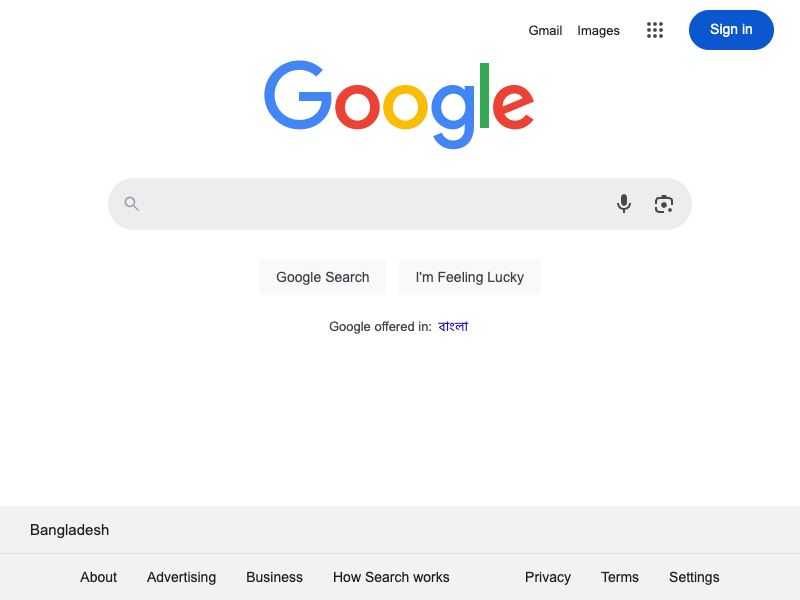 Gmail Images Sign in
Google
Google Search I'm Feeling Lucky
Google offered in: বাংলা
Bangladesh
About Advertising Business How Search works Privacy Terms Settings